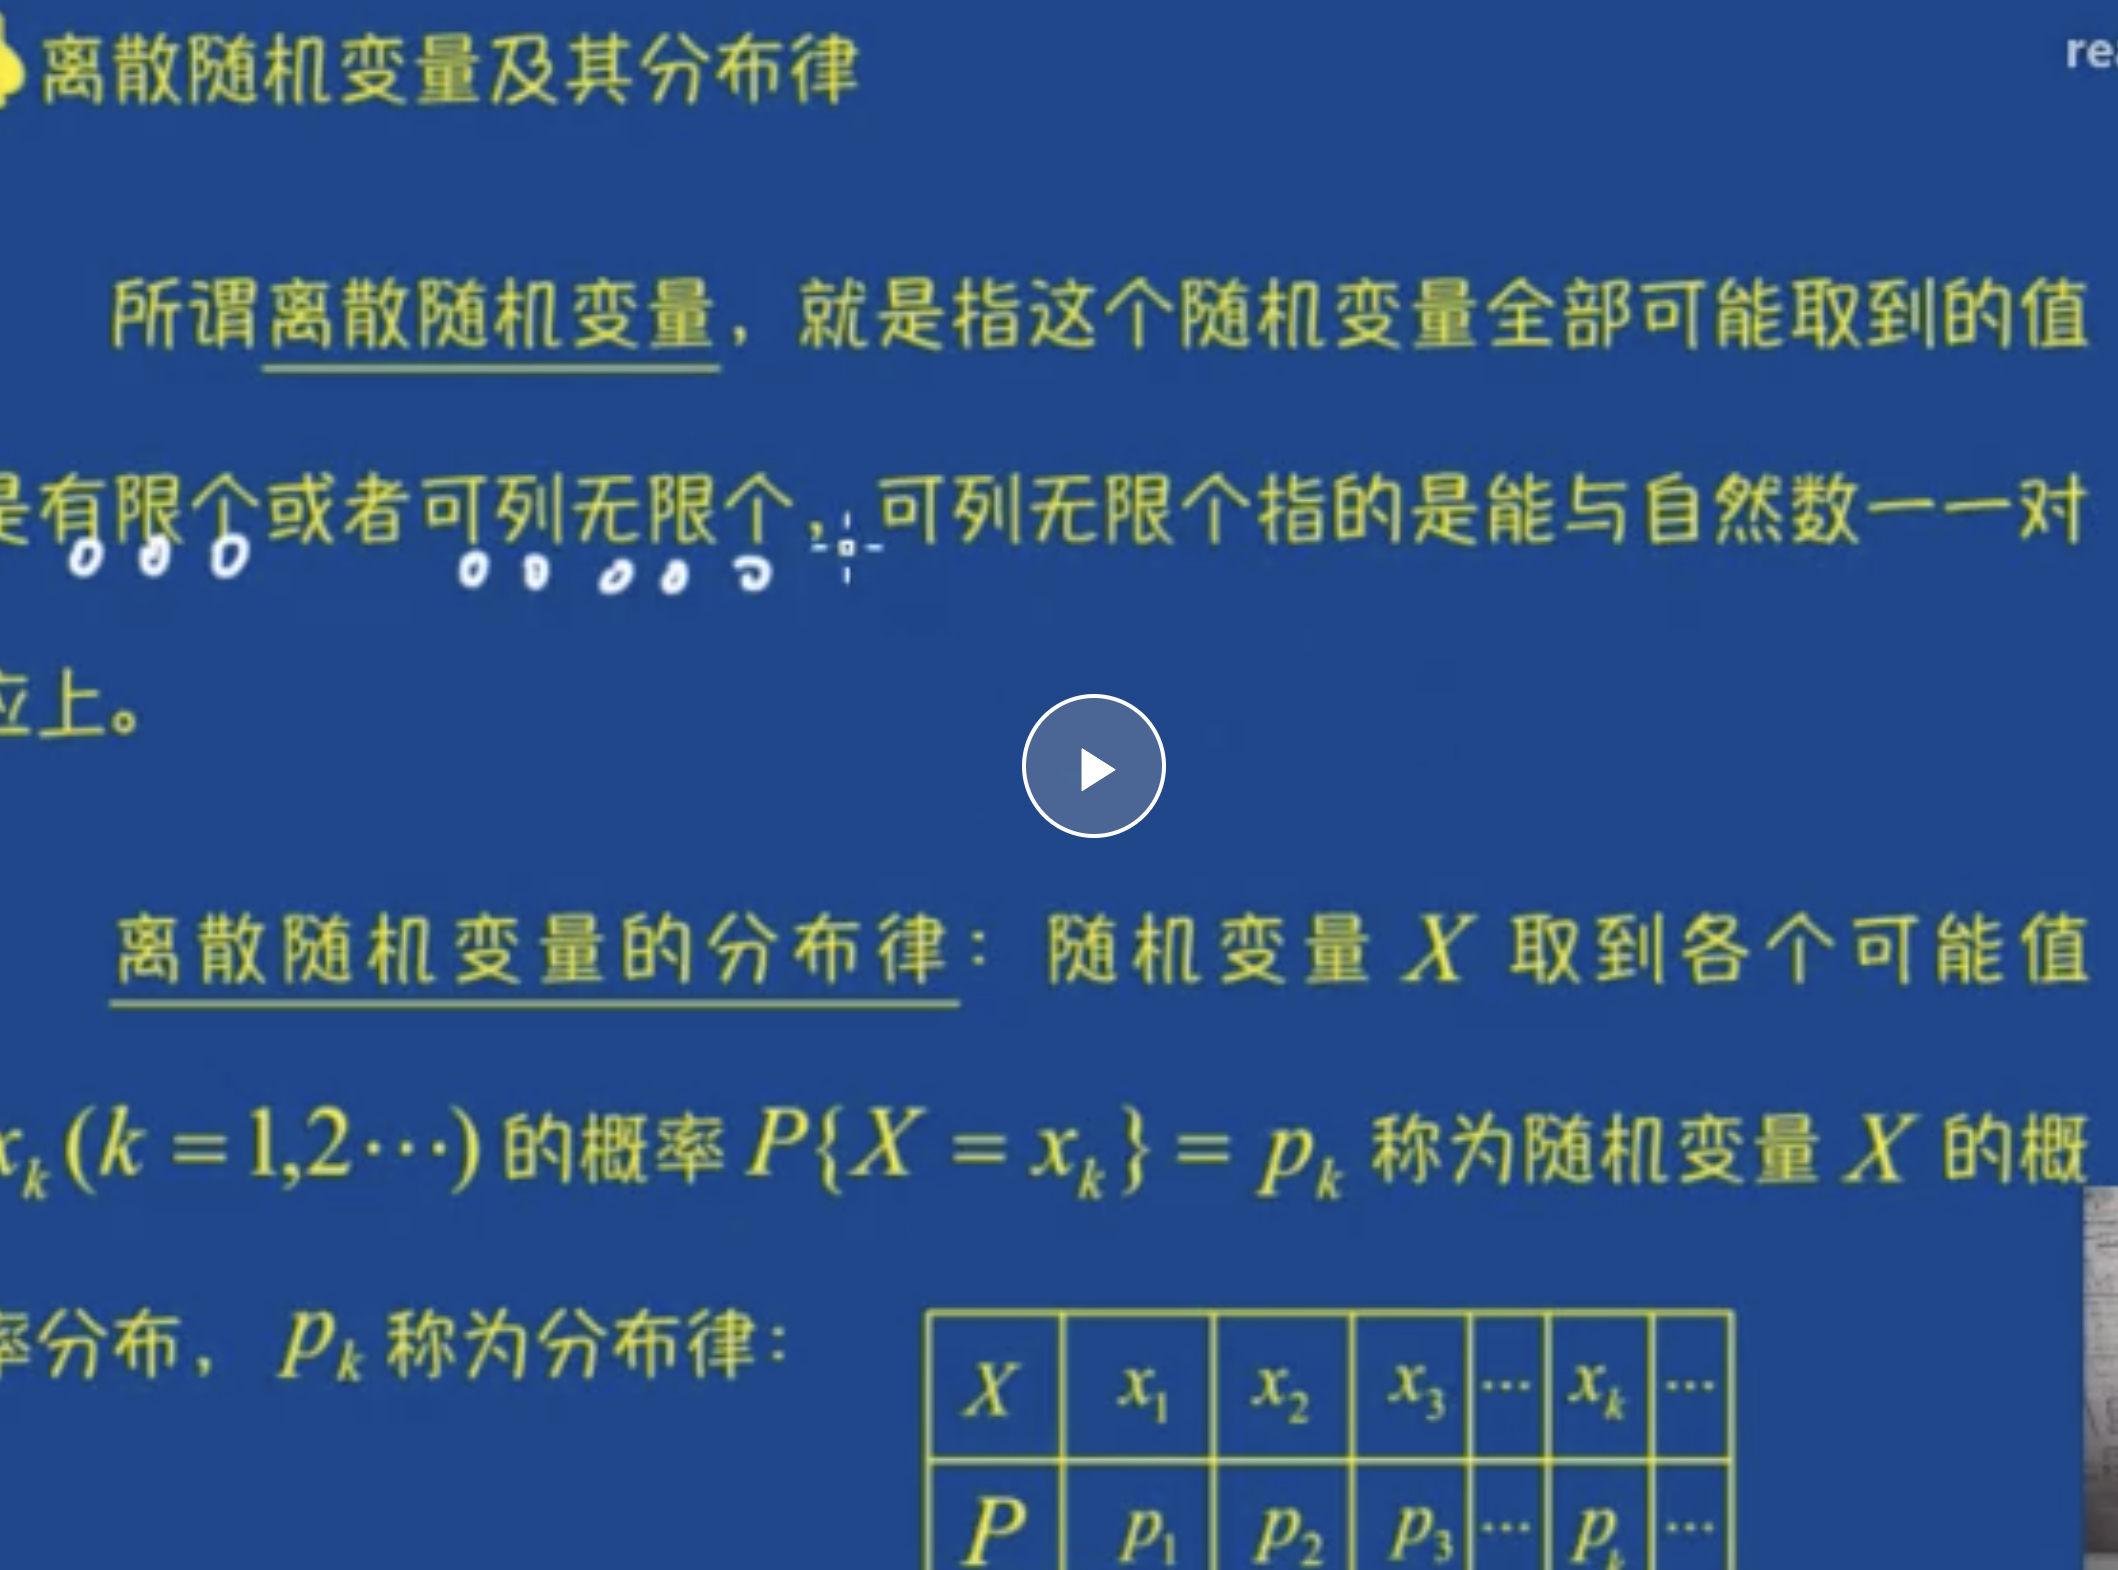 离散随机变量及其分布律
rea
所谓离散随机变量，就是指这个随机变量全部可能取到的值
是有限个或者可列无限个，可列无限个指的是能与自然数一一对
应上。
离散随机变量的分布律：随机变量 X 取到各个可能值
x_k (k = 1,2⋯) 的概率 P{X = x_k} = p_k 称为随机变量 X 的概
率分布，p_k 称为分布律：
X x_1 x_2 x_3 ⋯ x_k ⋯
P p_1 p_2 p_3 ⋯ p_k ⋯